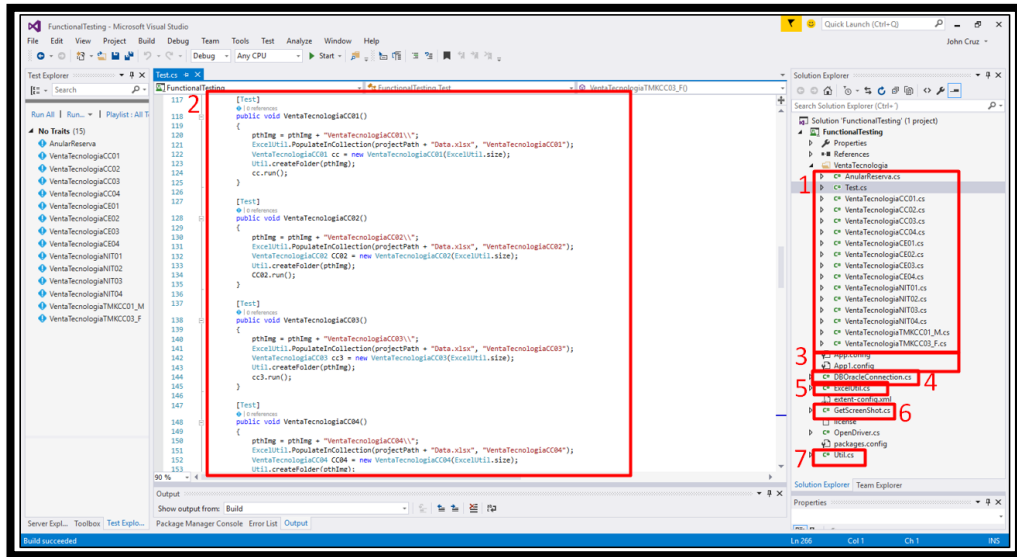 FunctionalTesting - Microsoft Visual Studio
Quick Launch (Ctrl+Q)
File Edit View Project Build Debug Team Tools Test Analyze Window Help
John Cruz
Debug Any CPU Start
Test Explorer
Search
Run All | Run... | Playlist : All T
No Traits (15)
AnularReserva
VentaTecnologiaCC01
VentaTecnologiaCC02
VentaTecnologiaCC03
VentaTecnologiaCC04
VentaTecnologiaCE01
VentaTecnologiaCE02
VentaTecnologiaCE03
VentaTecnologiaCE04
VentaTecnologiaNIT01
VentaTecnologiaNIT02
VentaTecnologiaNIT03
VentaTecnologiaNIT04
VentaTecnologiaTMKCC01_M
VentaTecnologiaTMKCC03_F
Server Expl... Toolbox Test Explo...
Test.cs
FunctionalTesting FunctionalTesting.Test VentaTecnologiaTMKCC03_F()
2
117 [Test]
0 references
118 public void VentaTecnologiaCC01()
119 {
120 pthImg = pthImg + "VentaTecnologiaCC01\\";
121 ExcelUtil.PopulateInCollection(projectPath + "Data.xlsx", "VentaTecnologiaCC01");
122 VentaTecnologiaCC01 cc = new VentaTecnologiaCC01(ExcelUtil.size);
123 Util.createFolder(pthImg);
124 cc.run();
125 }
126
127 [Test]
0 references
128 public void VentaTecnologiaCC02()
129 {
130 pthImg = pthImg + "VentaTecnologiaCC02\\";
131 ExcelUtil.PopulateInCollection(projectPath + "Data.xlsx", "VentaTecnologiaCC02");
132 VentaTecnologiaCC02 CC02 = new VentaTecnologiaCC02(ExcelUtil.size);
133 Util.createFolder(pthImg);
134 CC02.run();
135 }
136
137 [Test]
0 references
138 public void VentaTecnologiaCC03()
139 {
140 pthImg = pthImg + "VentaTecnologiaCC03\\";
141 ExcelUtil.PopulateInCollection(projectPath + "Data.xlsx", "VentaTecnologiaCC03");
142 VentaTecnologiaCC03 cc3 = new VentaTecnologiaCC03(ExcelUtil.size);
143 Util.createFolder(pthImg);
144 cc3.run();
145 }
146
147 [Test]
0 references
148 public void VentaTecnologiaCC04()
149 {
150 pthImg = pthImg + "VentaTecnologiaCC04\\";
151 ExcelUtil.PopulateInCollection(projectPath + "Data.xlsx", "VentaTecnologiaCC04");
152 VentaTecnologiaCC04 CC04 = new VentaTecnologiaCC04(ExcelUtil.size);
153 Util.createFolder(pthImg);
90 %
Output
Show output from: Build
Package Manager Console Error List Output
Solution Explorer
Search Solution Explorer (Ctrl+')
Solution 'FunctionalTesting' (1 project)
FunctionalTesting
Properties
References
VentaTecnologia
1
AnularReserva.cs
Test.cs
VentaTecnologiaCC01.cs
VentaTecnologiaCC02.cs
VentaTecnologiaCC03.cs
VentaTecnologiaCC04.cs
VentaTecnologiaCE01.cs
VentaTecnologiaCE02.cs
VentaTecnologiaCE03.cs
VentaTecnologiaCE04.cs
VentaTecnologiaNIT01.cs
VentaTecnologiaNIT02.cs
VentaTecnologiaNIT03.cs
VentaTecnologiaNIT04.cs
VentaTecnologiaTMKCC01_M.cs
VentaTecnologiaTMKCC03_F.cs
3
App.config
App1.config
DBOracleConnection.cs 4
5 ExcelUtil.cs
extent-config.xml
GetScreenShot.cs 6
license
OpenDriver.cs
packages.config
7 Util.cs
Solution Explorer Team Explorer
Properties
Build succeeded Ln 266 Col 1 Ch 1 INS